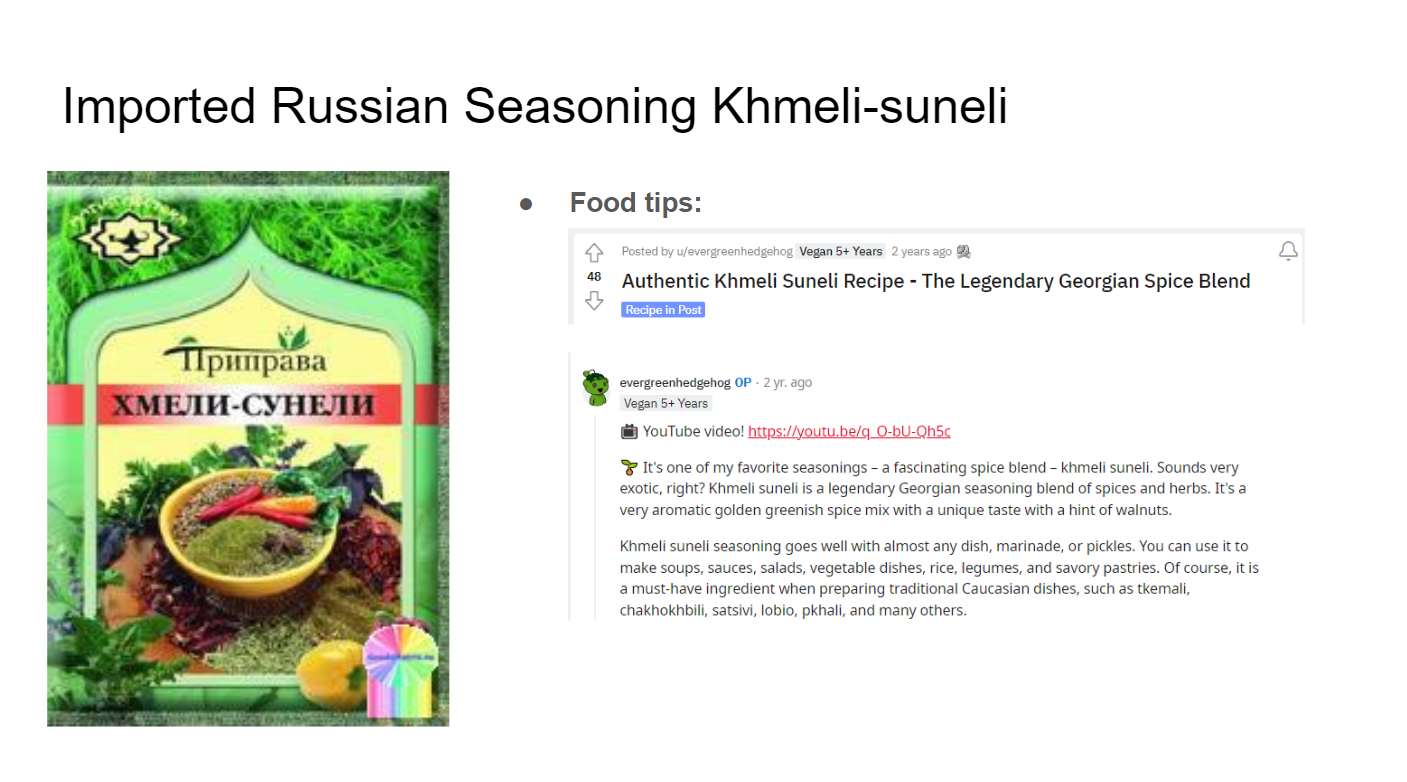 Imported Russian Seasoning Khmeli-suneli
Приправа
ХМЕЛИ-СУНЕЛИ
● Food tips:
Posted by u/evergreenhedgehog Vegan 5+ Years 2 years ago
48
Authentic Khmeli Suneli Recipe - The Legendary Georgian Spice Blend
Recipe in Post
evergreenhedgehog OP · 2 yr. ago
Vegan 5+ Years
YouTube video! https://youtu.be/q_O-bU-Qh5c
It's one of my favorite seasonings – a fascinating spice blend – khmeli suneli. Sounds very
exotic, right? Khmeli suneli is a legendary Georgian seasoning blend of spices and herbs. It's a
very aromatic golden greenish spice mix with a unique taste with a hint of walnuts.
Khmeli suneli seasoning goes well with almost any dish, marinade, or pickles. You can use it to
make soups, sauces, salads, vegetable dishes, rice, legumes, and savory pastries. Of course, it is
a must-have ingredient when preparing traditional Caucasian dishes, such as tkemali,
chakhokhbili, satsivi, lobio, pkhali, and many others.